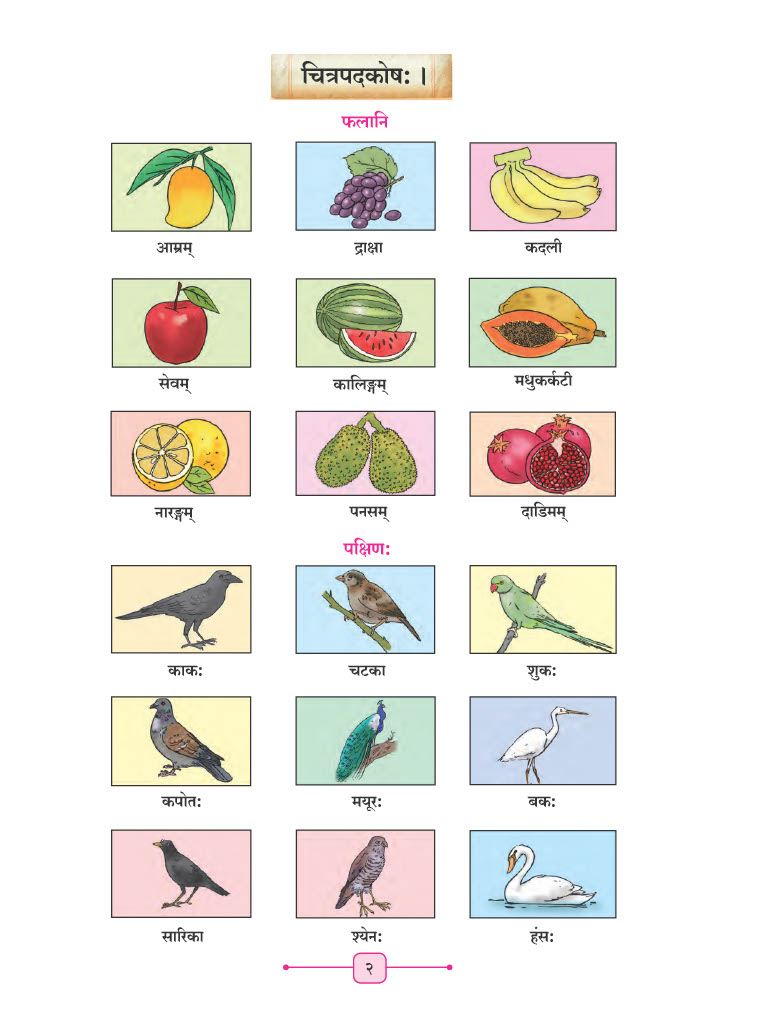 चित्रपदकोष: ।
फलानि
आम्रम् द्राक्षा कदली
सेवम् कालिङ्गम् मधुकर्कटी
नारङ्गम् पनसम् दाडिमम्
पक्षिण:
काक: चटका शुक:
कपोत: मयूर: बक:
सारिका श्येन: हंस:
२